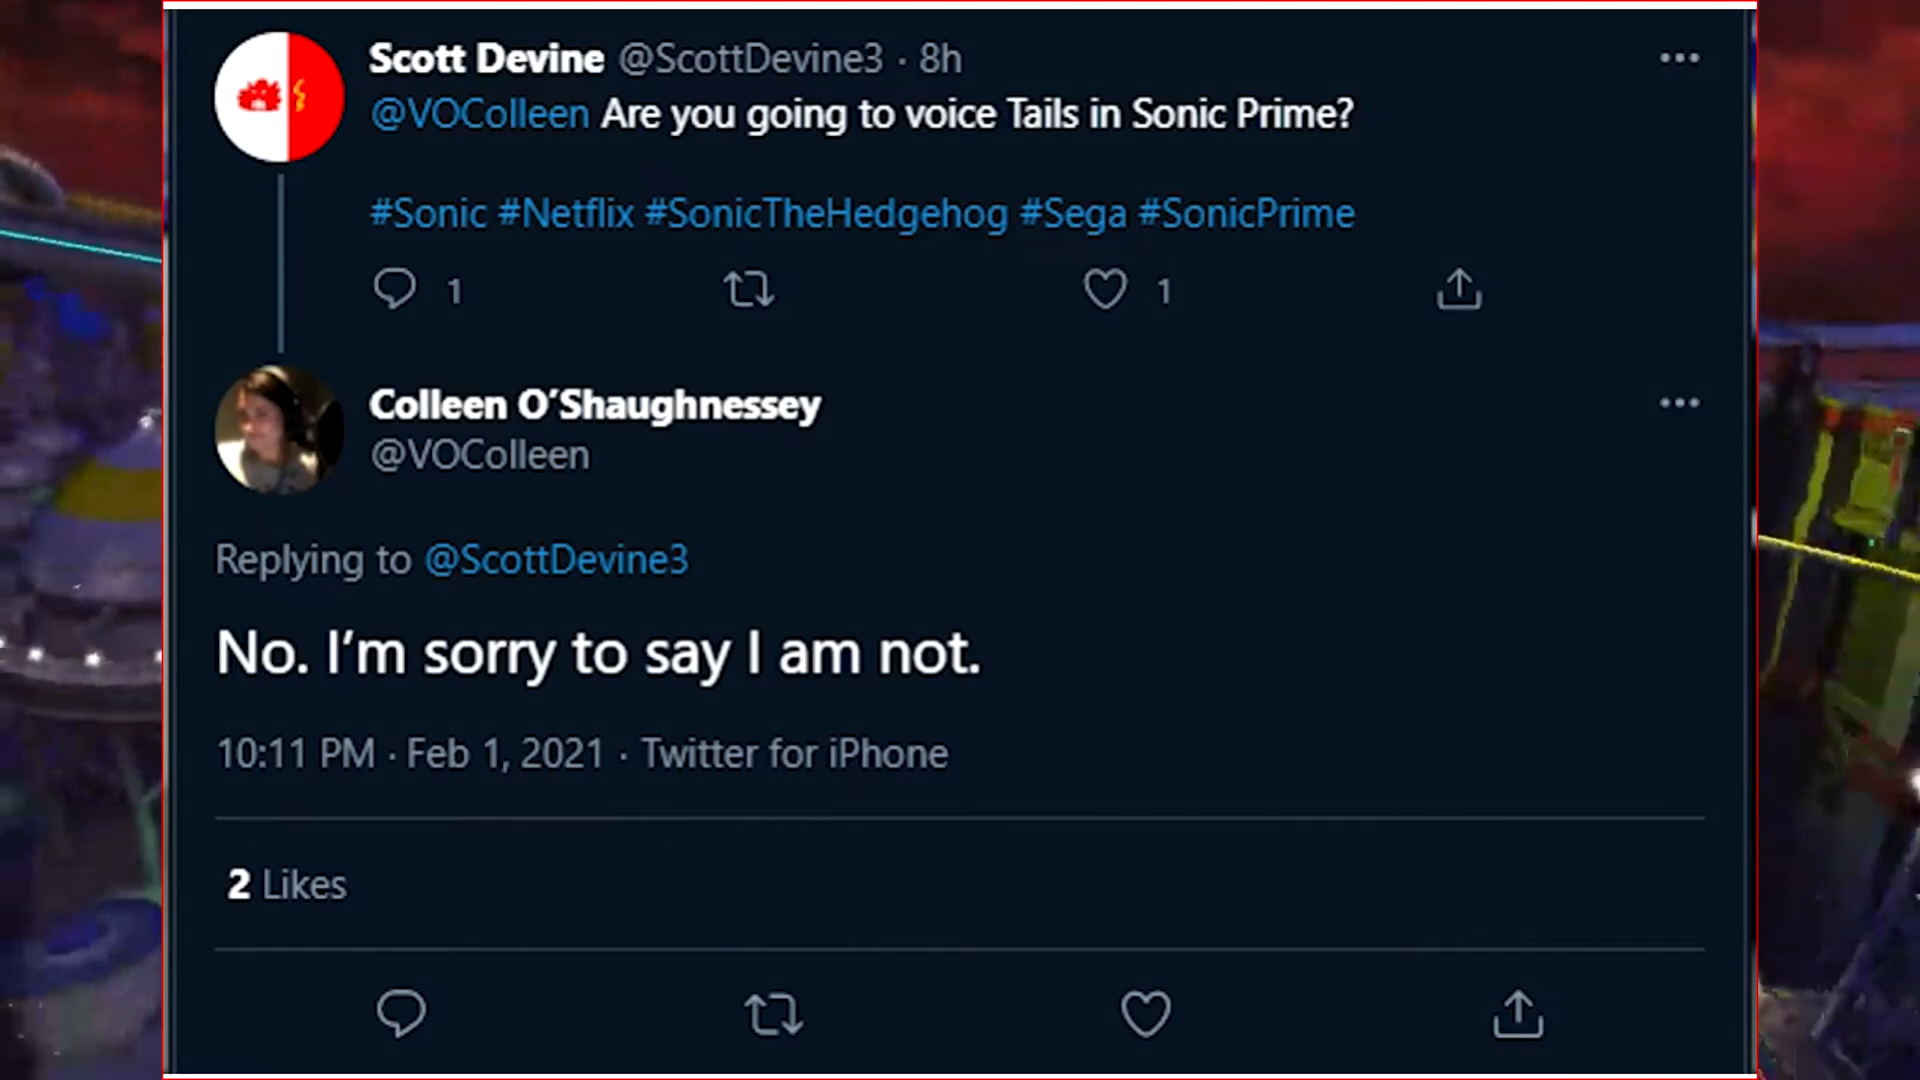 Scott Devine @ScottDevine3 · 8h
@VOColleen Are you going to voice Tails in Sonic Prime?
#Sonic #Netflix #SonicTheHedgehog #Sega #SonicPrime
1 1
Colleen O´Shaughnessey
@VOColleen
Replying to @ScottDevine3
No. I’m sorry to say I am not.
10:11 PM · Feb 1, 2021 · Twitter for iPhone
2 Likes